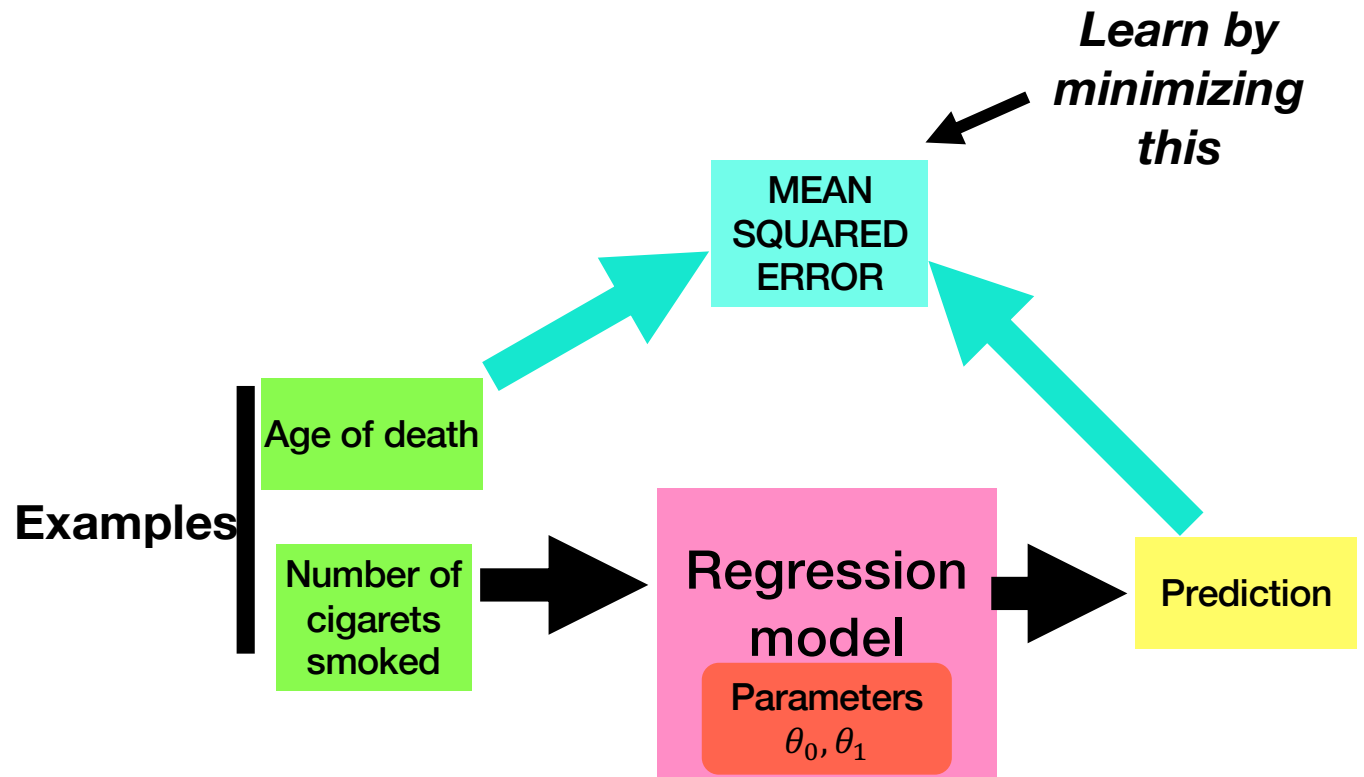 Learn by
minimizing
this
MEAN
SQUARED
ERROR
Age of death
Examples
Number of
cigarets
smoked
Regression
model
Parameters
θ₀, θ₁
Prediction